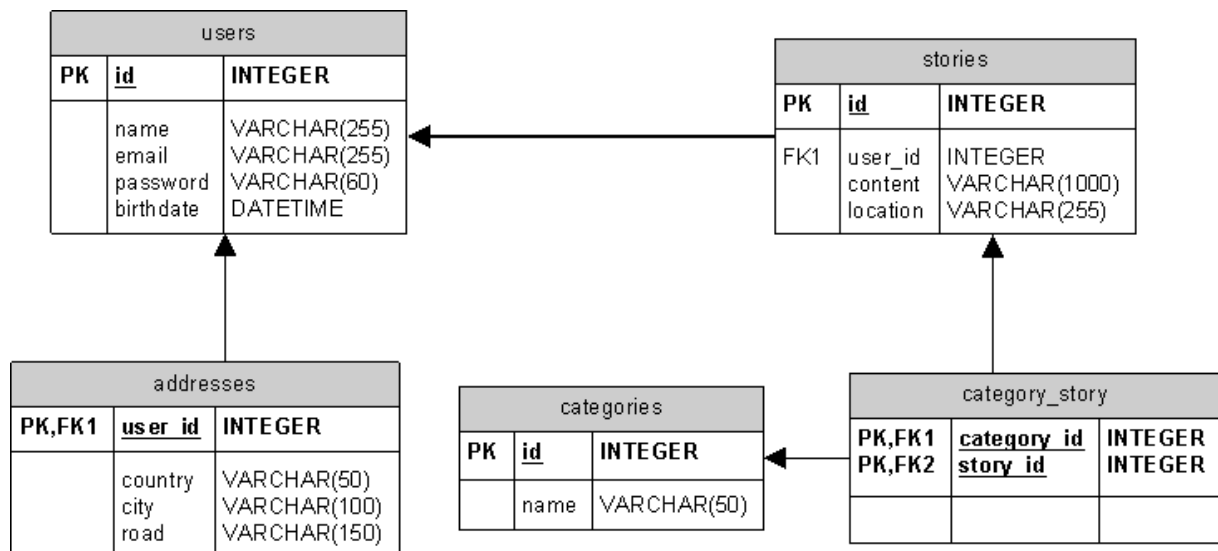 users
PK id INTEGER
name VARCHAR(255)
email VARCHAR(255)
password VARCHAR(60)
birthdate DATETIME
stories
PK id INTEGER
FK1 user_id INTEGER
content VARCHAR(1000)
location VARCHAR(255)
addresses
PK,FK1 user_id INTEGER
country VARCHAR(50)
city VARCHAR(100)
road VARCHAR(150)
categories
PK id INTEGER
name VARCHAR(50)
category_story
PK,FK1 category_id INTEGER
PK,FK2 story_id INTEGER